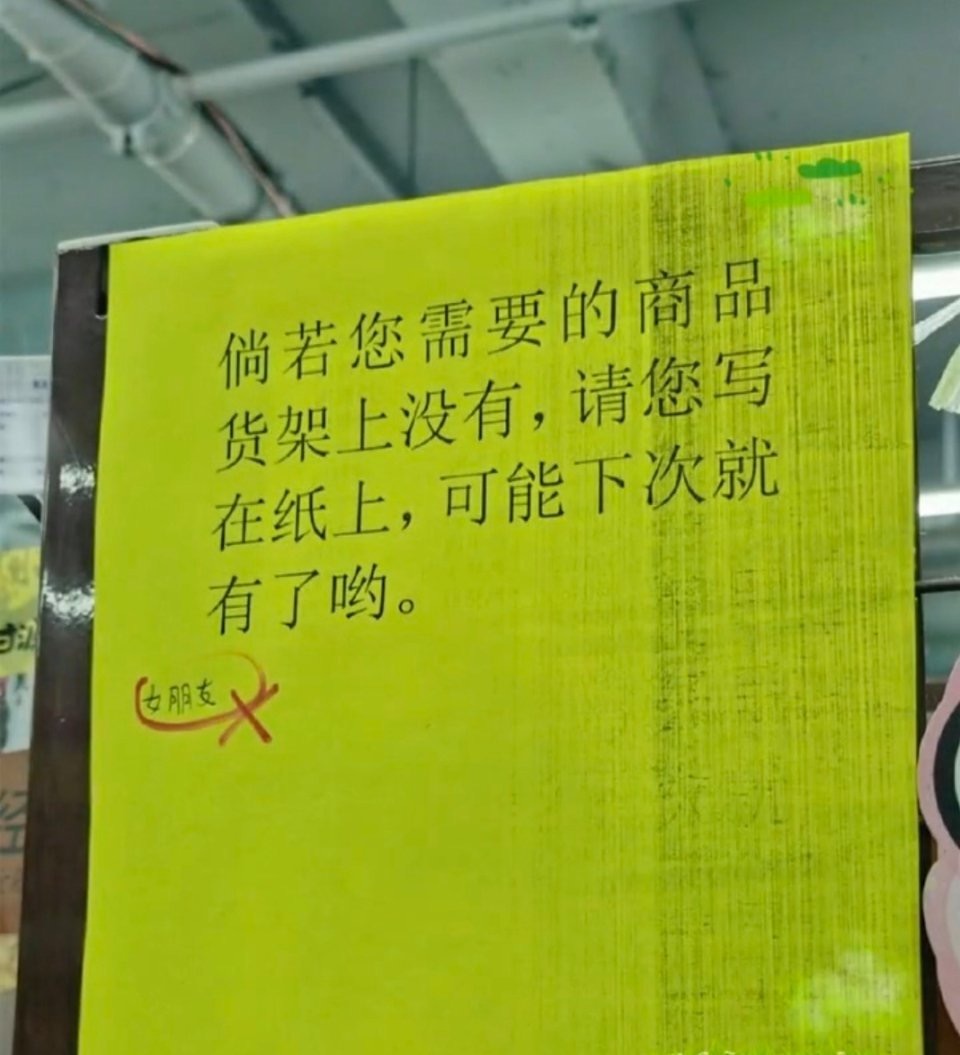 倘若您需要的商品
货架上没有，请您写
在纸上，可能下次就
有了哟。
女朋友